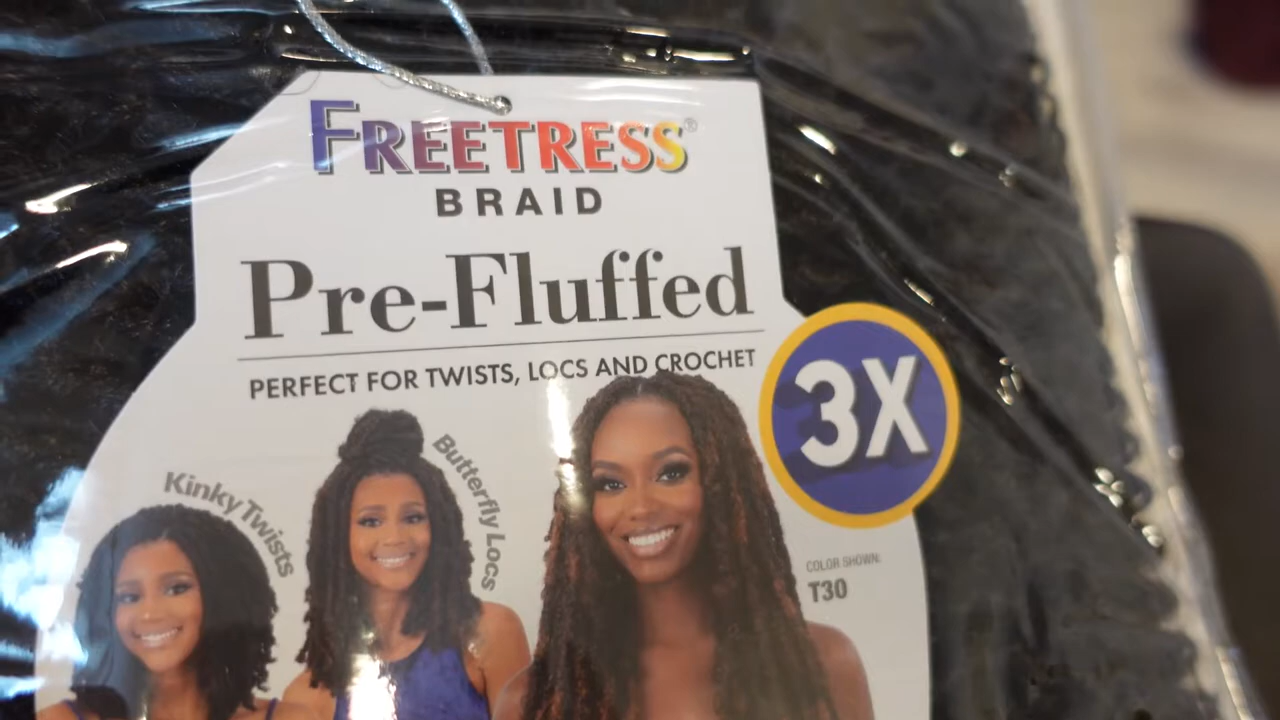 FREETRESS®
BRAID
Pre-Fluffed
PERFECT FOR TWISTS, LOCS AND CROCHET
3X
Kinky Twists
Butterfly Locs
COLOR SHOWN:
T30